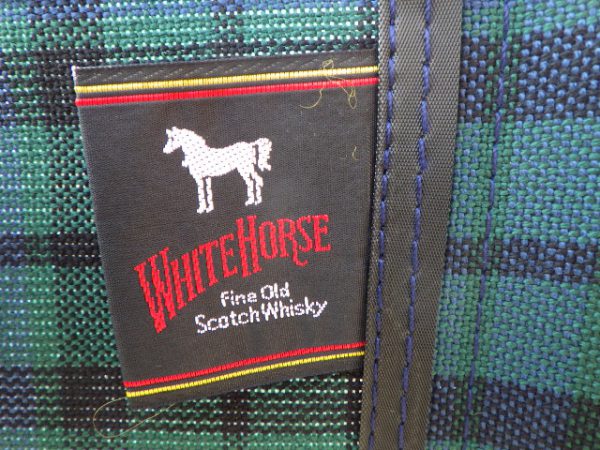 WHITE HORSE
Fine Old
Scotch Whisky